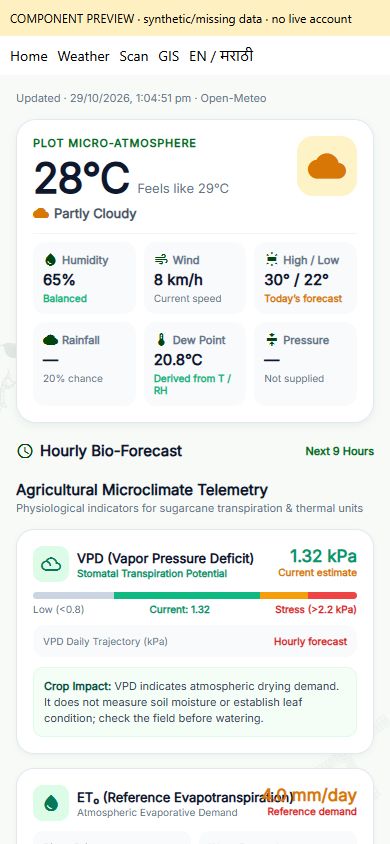 COMPONENT PREVIEW · synthetic/missing data · no live account
Home Weather Scan GIS EN / मराठी
Updated · 29/10/2026, 1:04:51 pm · Open-Meteo
PLOT MICRO-ATMOSPHERE
28°C Feels like 29°C
Partly Cloudy
Humidity
65%
Balanced
Wind
8 km/h
Current speed
High / Low
30° / 22°
Today's forecast
Rainfall
—
20% chance
Dew Point
20.8°C
Derived from T /
RH
Pressure
—
Not supplied
Hourly Bio-Forecast
Next 9 Hours
Agricultural Microclimate Telemetry
Physiological indicators for sugarcane transpiration & thermal units
VPD (Vapor Pressure Deficit)
1.32 kPa
Stomatal Transpiration Potential
Current estimate
Low (<0.8) Current: 1.32 Stress (>2.2 kPa)
VPD Daily Trajectory (kPa) Hourly forecast
Crop Impact: VPD indicates atmospheric drying demand.
It does not measure soil moisture or establish leaf
condition; check the field before watering.
ET₀ (Reference Evapotranspiration)
4.0 mm/day
Atmospheric Evaporative Demand
Reference demand